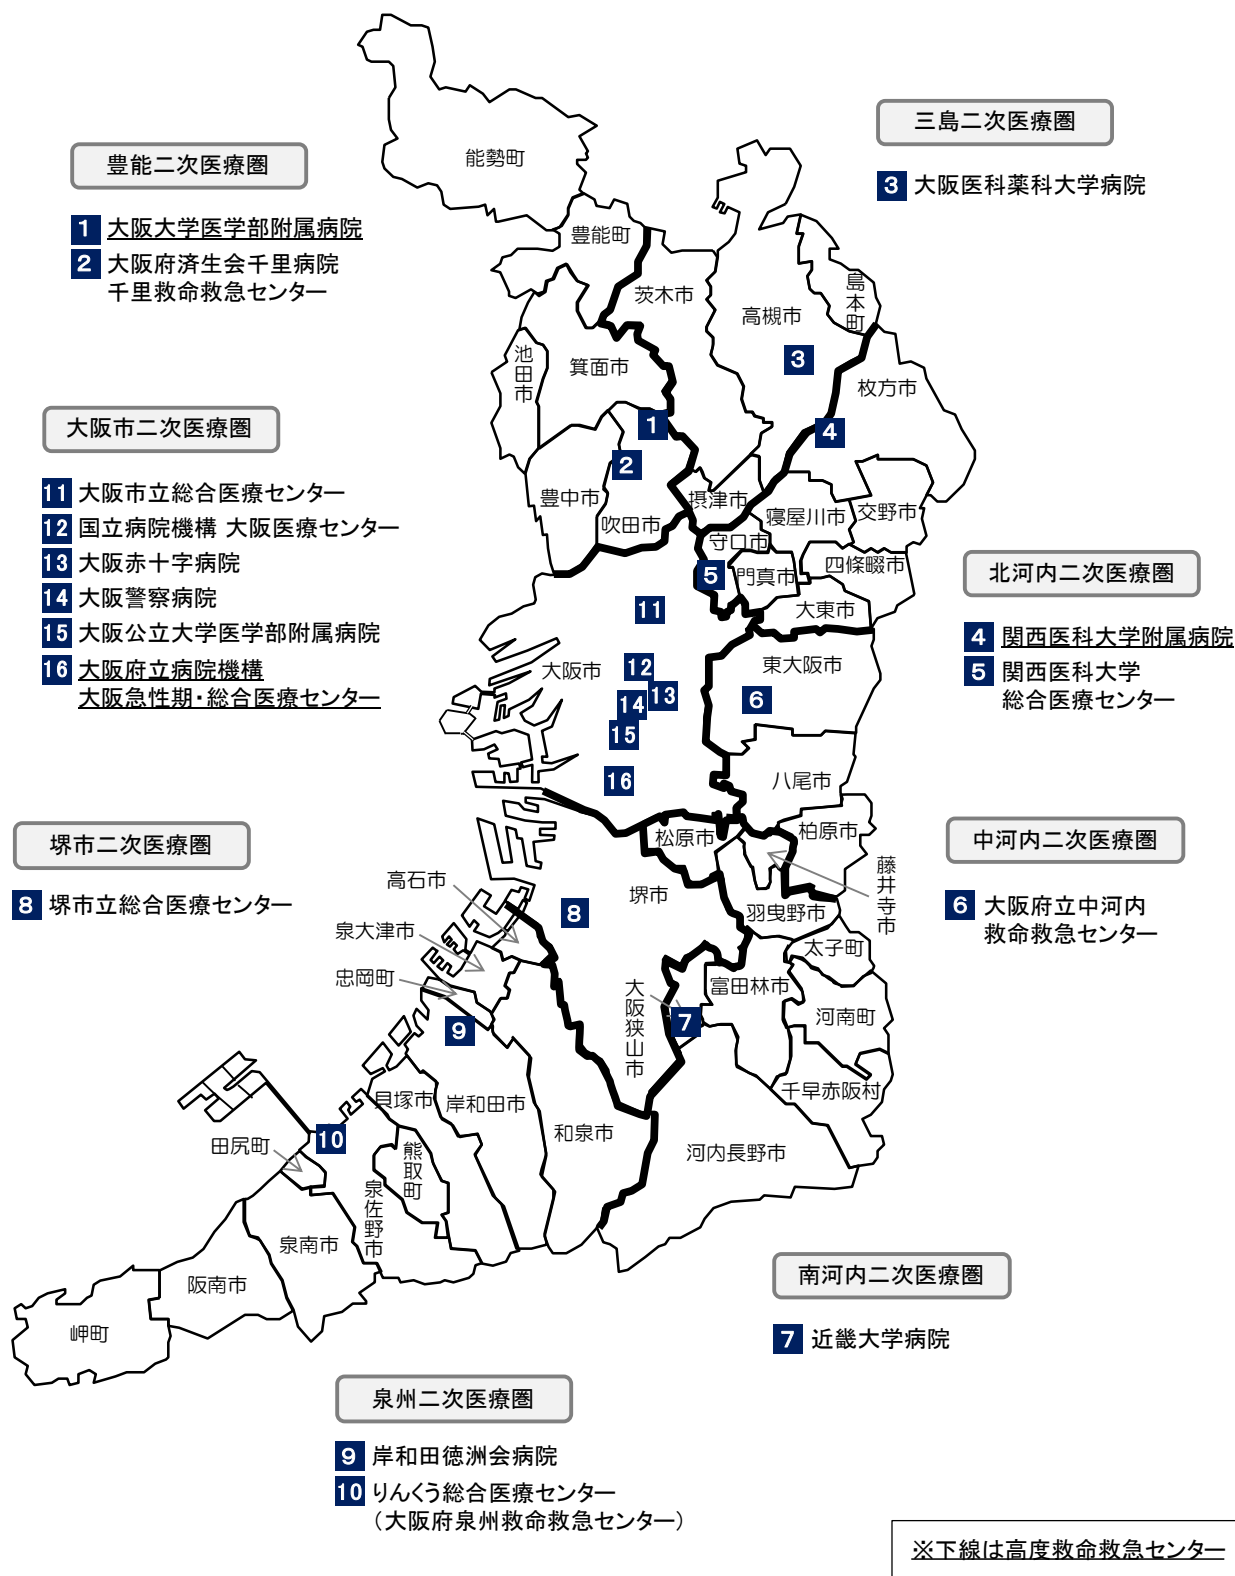 豊能二次医療圏
1 大阪大学医学部附属病院
2 大阪府済生会千里病院
千里救命救急センター
大阪市二次医療圏
11 大阪市立総合医療センター
12 国立病院機構 大阪医療センター
13 大阪赤十字病院
14 大阪警察病院
15 大阪公立大学医学部附属病院
16 大阪府立病院機構
大阪急性期・総合医療センター
堺市二次医療圏
8 堺市立総合医療センター
三島二次医療圏
3 大阪医科薬科大学病院
北河内二次医療圏
4 関西医科大学附属病院
5 関西医科大学
総合医療センター
中河内二次医療圏
6 大阪府立中河内
救命救急センター
南河内二次医療圏
7 近畿大学病院
泉州二次医療圏
9 岸和田徳洲会病院
10 りんくう総合医療センター
（大阪府泉州救命救急センター）
※下線は高度救命救急センター
能勢町
豊能町
茨木市
高槻市
島本町
3
池田市
箕面市
枚方市
1
4
2
豊中市
吹田市
摂津市
寝屋川市
交野市
守口市
5
門真市
四條畷市
大東市
11
大阪市
12
13
14
15
16
東大阪市
6
八尾市
松原市
柏原市
藤井寺市
高石市
8
堺市
羽曳野市
泉大津市
太子町
忠岡町
9
大阪狭山市
7
富田林市
河南町
千早赤阪村
貝塚市
岸和田市
和泉市
河内長野市
10
田尻町
熊取町
泉佐野市
泉南市
阪南市
岬町